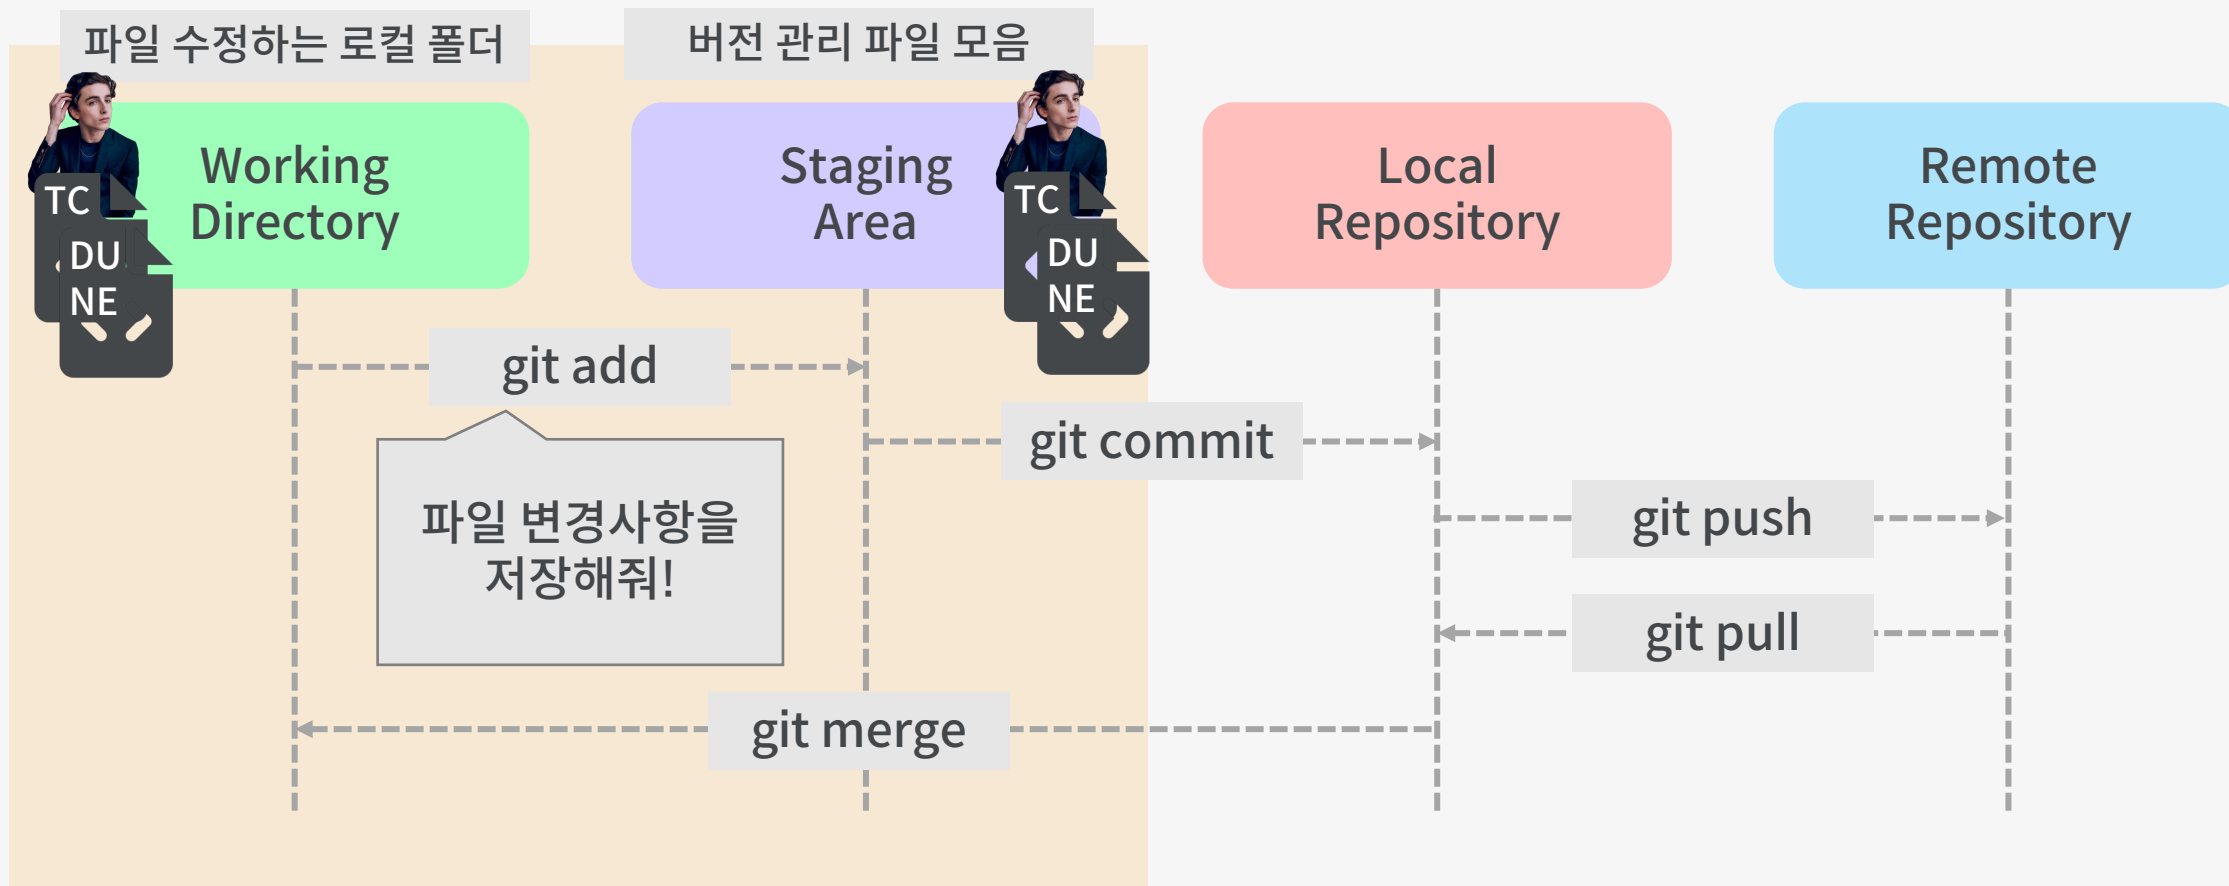 파일 수정하는 로컬 폴더
버전 관리 파일 모음
Working
Directory
Staging
Area
Local
Repository
Remote
Repository
TC
DU
NE
TC
DU
NE
git add
git commit
파일 변경사항을
저장해줘!
git push
git pull
git merge